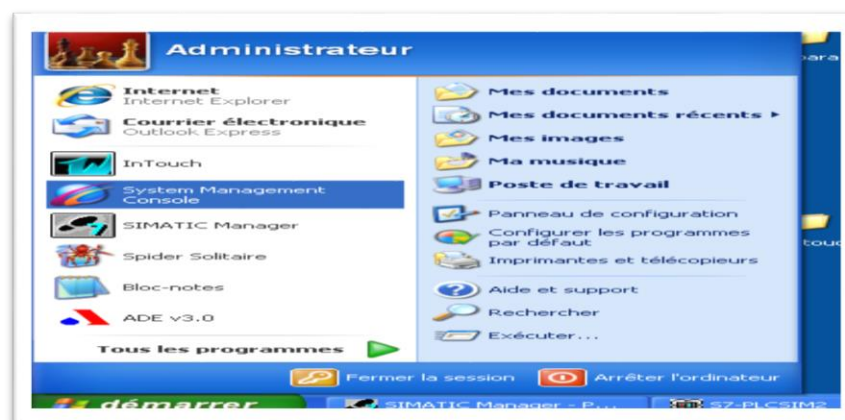 Administrateur
Internet
Internet Explorer
Courrier électronique
Outlook Express
InTouch
System Management
Console
SIMATIC Manager
Spider Solitaire
Bloc-notes
ADE v3.0
Tous les programmes
Mes documents
Mes documents récents
Mes images
Ma musique
Poste de travail
Panneau de configuration
Configurer les programmes
par défaut
Imprimantes et télécopieurs
Aide et support
Rechercher
Exécuter...
Fermer la session
Arrêter l'ordinateur
démarrer
SIMATIC Manager - P...
S7-PLCSIM2
para
touc